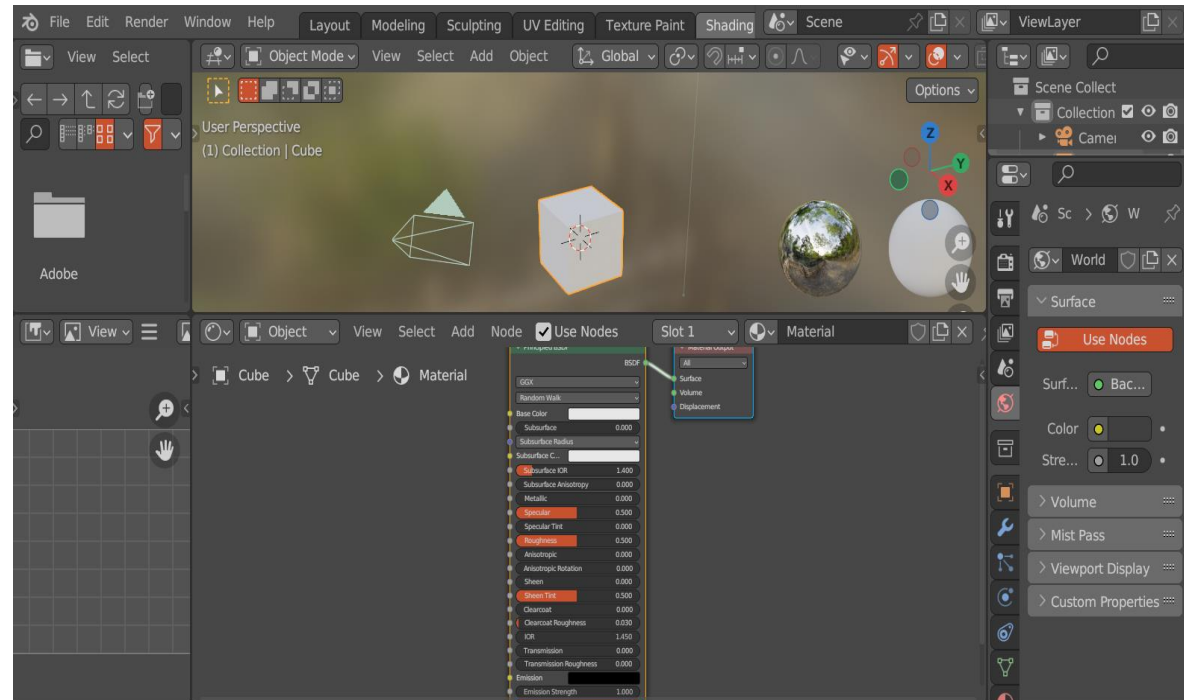 File Edit Render Window Help Layout Modeling Sculpting UV Editing Texture Paint Shading Scene ViewLayer
View Select Object Mode View Select Add Object Global
Options
User Perspective
(1) Collection | Cube
Z
Y
X
Adobe
Scene Collect
Collection
Camer
Sc > W
World
Surface
Use Nodes
Surf... Bac...
Color
Stre... 1.0
Volume
Mist Pass
Viewport Display
Custom Properties
View Object View Select Add Node Use Nodes Slot 1 Material
Cube > Cube > Material
Principled BSDF
BSDF
GGX
Random Walk
Base Color
Subsurface 0.000
Subsurface Radius
Subsurface C...
Subsurface IOR 1.400
Subsurface Anisotropy 0.000
Metallic 0.000
Specular 0.500
Specular Tint 0.000
Roughness 0.500
Anisotropic 0.000
Anisotropic Rotation 0.000
Sheen 0.000
Sheen Tint 0.500
Clearcoat 0.000
Clearcoat Roughness 0.030
IOR 1.450
Transmission 0.000
Transmission Roughness 0.000
Emission
Emission Strength 1.000
Material Output
All
Surface
Volume
Displacement